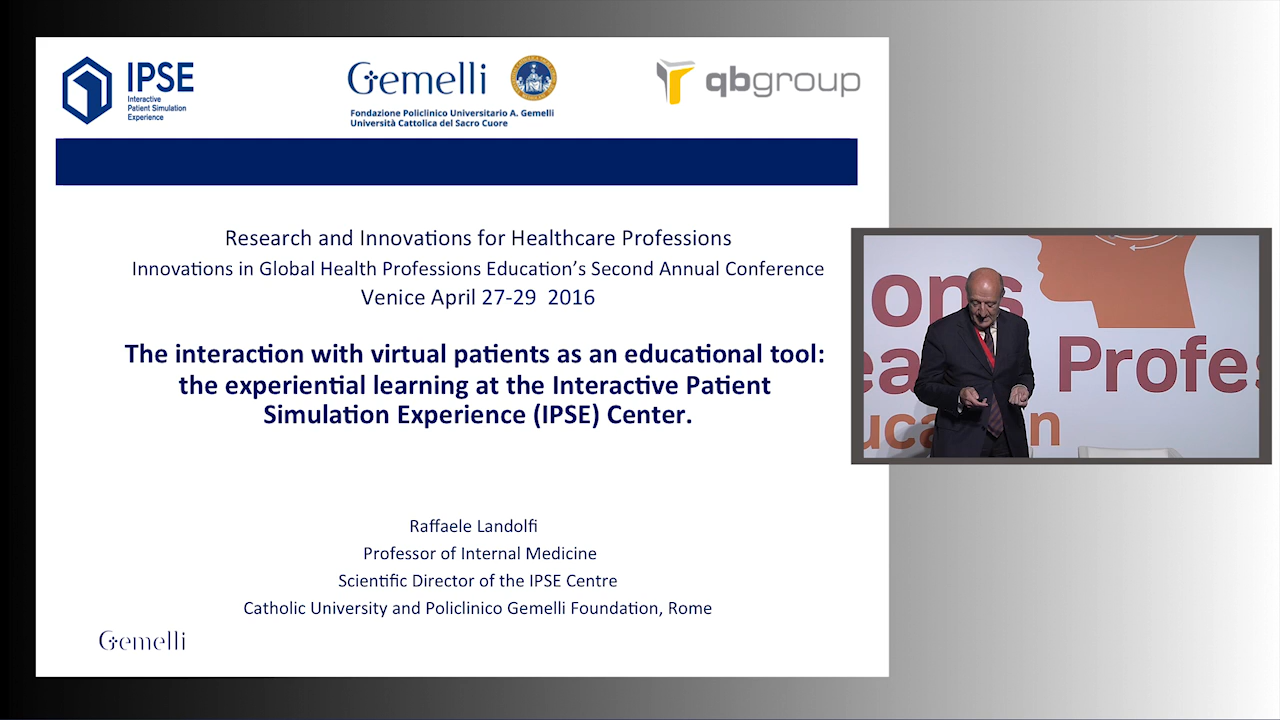 IPSE
Interactive
Patient Simulation
Experience
Gemelli
Fondazione Policlinico Universitario A. Gemelli
Università Cattolica del Sacro Cuore
qbgroup
Research and Innovations for Healthcare Professions
Innovations in Global Health Professions Education’s Second Annual Conference
Venice April 27-29 2016
The interaction with virtual patients as an educational tool:
the experiential learning at the Interactive Patient
Simulation Experience (IPSE) Center.
Raffaele Landolfi
Professor of Internal Medicine
Scientific Director of the IPSE Centre
Catholic University and Policlinico Gemelli Foundation, Rome
Gemelli
ons
ea Profes
uca n